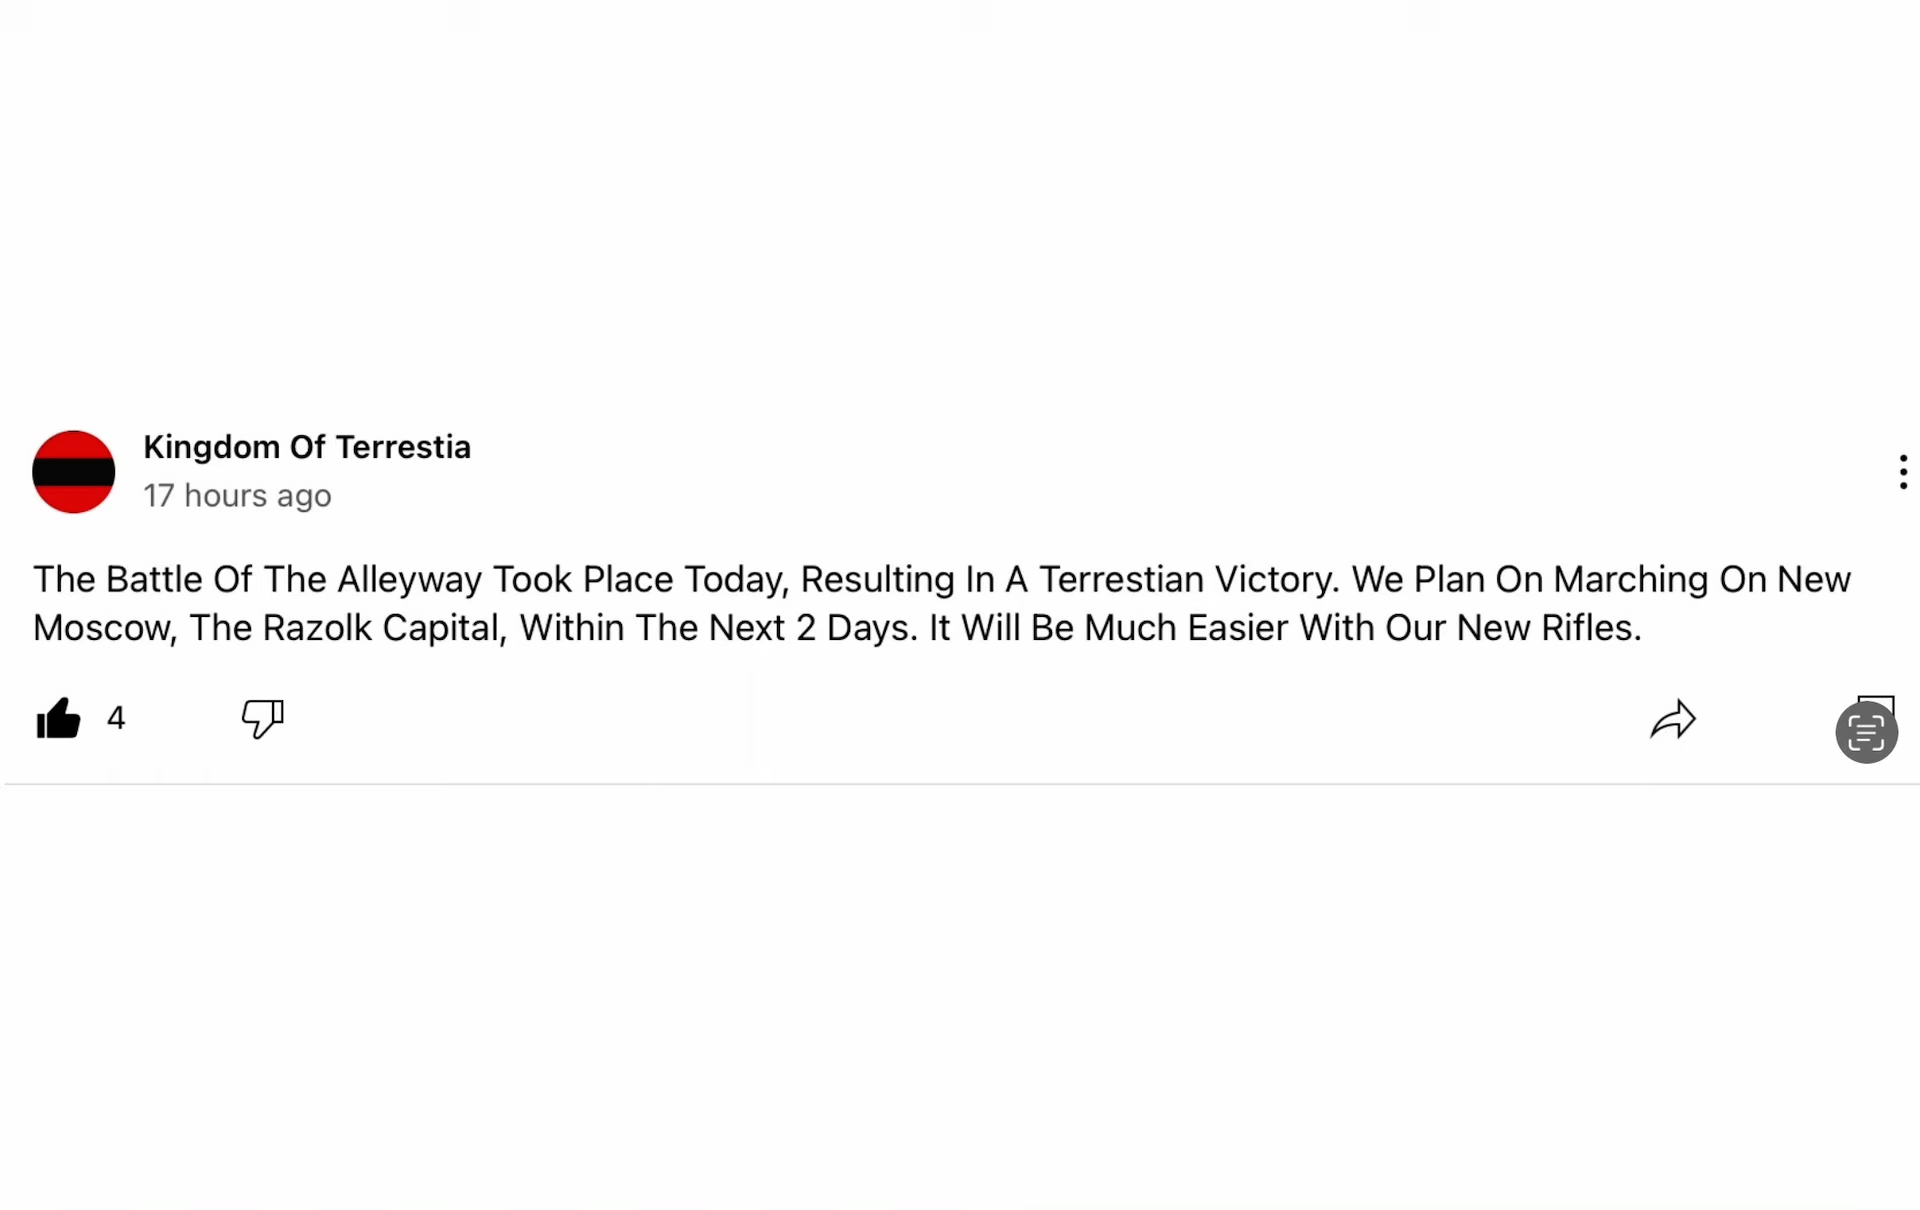 Kingdom Of Terrestia
17 hours ago
The Battle Of The Alleyway Took Place Today, Resulting In A Terrestian Victory. We Plan On Marching On New
Moscow, The Razolk Capital, Within The Next 2 Days. It Will Be Much Easier With Our New Rifles.
4